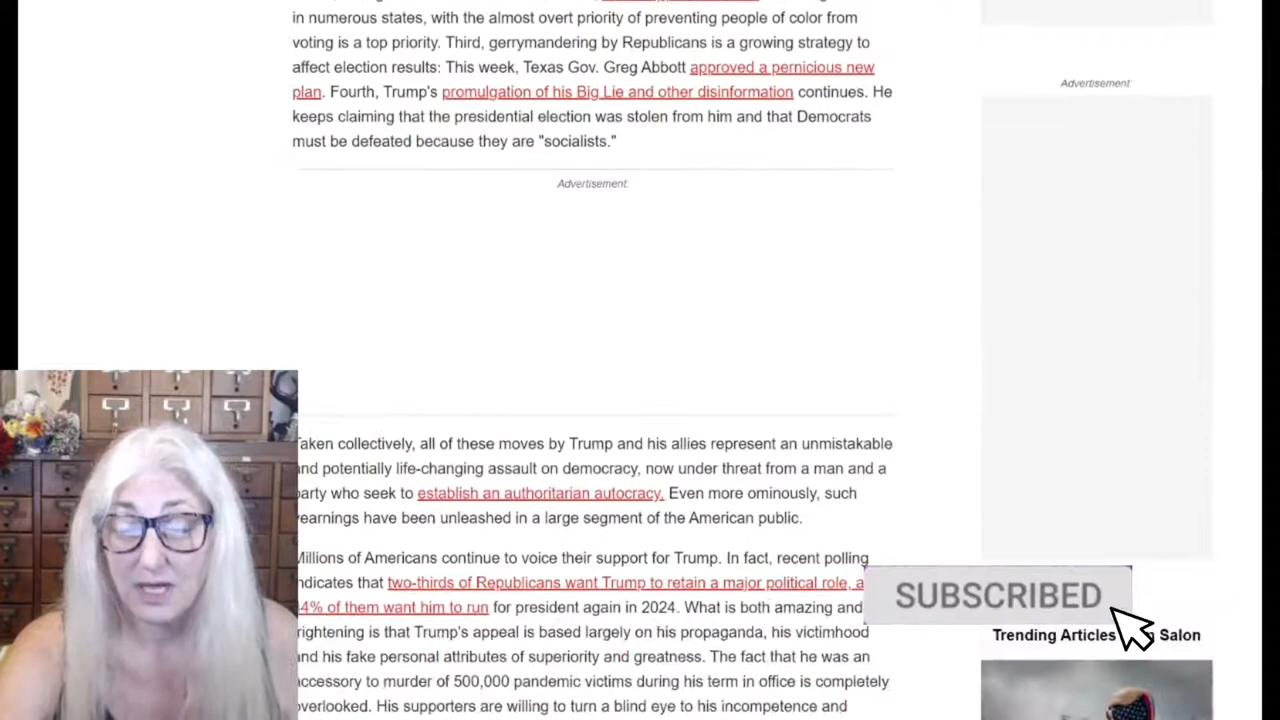 in numerous states, with the almost overt priority of preventing people of color from
voting is a top priority. Third, gerrymandering by Republicans is a growing strategy to
affect election results: This week, Texas Gov. Greg Abbott approved a pernicious new
plan. Fourth, Trump's promulgation of his Big Lie and other disinformation continues. He
keeps claiming that the presidential election was stolen from him and that Democrats
must be defeated because they are "socialists."
Advertisement:
Advertisement:
Taken collectively, all of these moves by Trump and his allies represent an unmistakable
and potentially life-changing assault on democracy, now under threat from a man and a
party who seek to establish an authoritarian autocracy. Even more ominously, such
yearnings have been unleashed in a large segment of the American public.
Millions of Americans continue to voice their support for Trump. In fact, recent polling
indicates that two-thirds of Republicans want Trump to retain a major political role, a
4% of them want him to run for president again in 2024. What is both amazing and
frightening is that Trump's appeal is based largely on his propaganda, his victimhood
and his fake personal attributes of superiority and greatness. The fact that he was an
accessory to murder of 500,000 pandemic victims during his term in office is completely
overlooked. His supporters are willing to turn a blind eye to his incompetence and
SUBSCRIBED
Trending Articles Salon